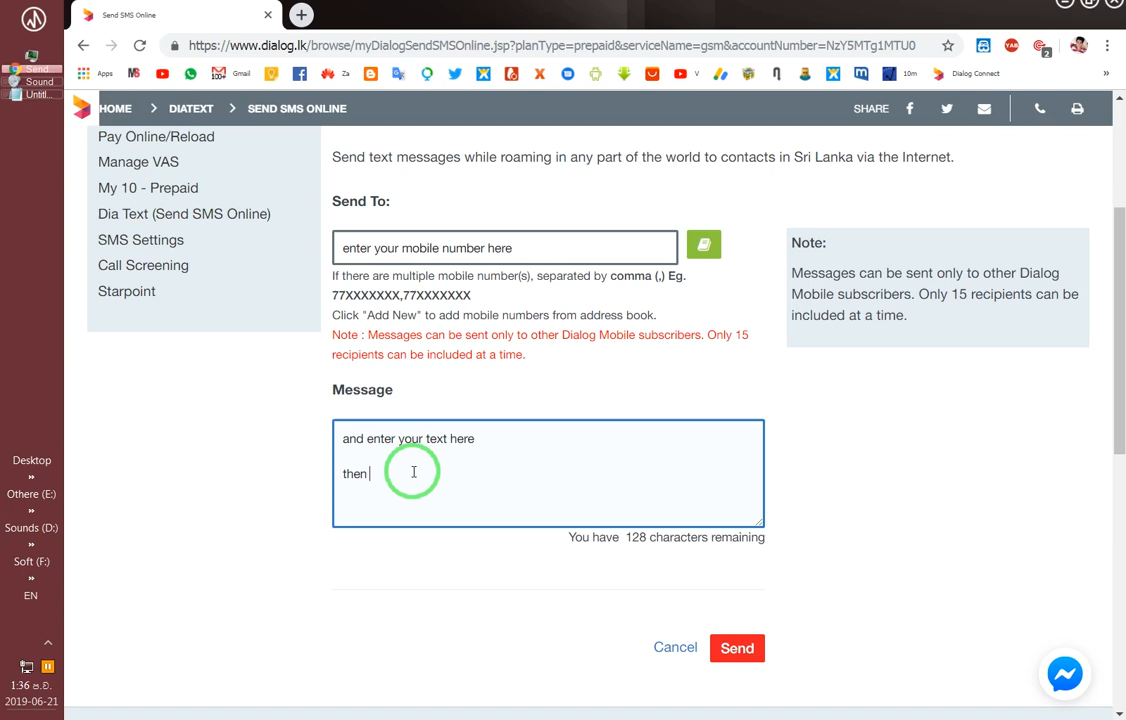 Send SMS Online
https://www.dialog.lk/browse/myDialogSendSMSOnline.jsp?planType=prepaid&serviceName=gsm&accountNumber=NzY5MTg1MTU0
YAB
2
Apps
100+
Gmail
Za
V
10m
Dialog Connect
»
Send
Sound
Untitl...
HOME
DIATEXT
SEND SMS ONLINE
SHARE
Pay Online/Reload
Manage VAS
My 10 - Prepaid
Dia Text (Send SMS Online)
SMS Settings
Call Screening
Starpoint
Send text messages while roaming in any part of the world to contacts in Sri Lanka via the Internet.
Send To:
enter your mobile number here
If there are multiple mobile number(s), separated by comma (,) Eg.
77XXXXXXX,77XXXXXXX
Click "Add New" to add mobile numbers from address book.
Note : Messages can be sent only to other Dialog Mobile subscribers. Only 15
recipients can be included at a time.
Message
and enter your text here
then
You have 128 characters remaining
Cancel
Send
Note:
Messages can be sent only to other Dialog
Mobile subscribers. Only 15 recipients can be
included at a time.
Desktop
»
Othere (E:)
»
Sounds (D:)
»
Soft (F:)
»
EN
1:36 ප.ව.
2019-06-21